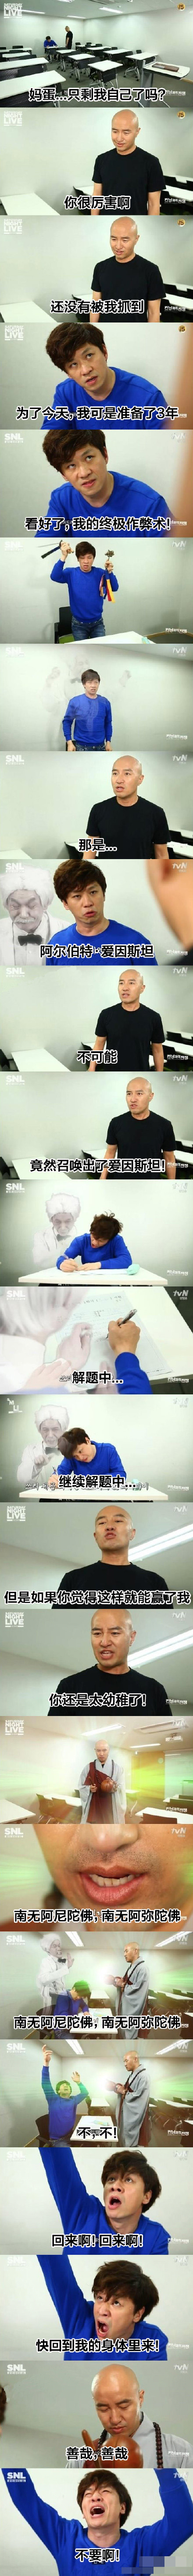 妈蛋...只剩我自己了吗?
你很厉害啊
还没有被我抓到
为了今天, 我可是准备了3年
看好了, 我的终极作弊术!
那是...
阿尔伯特··爱因斯坦
不可能
竟然召唤出了爱因斯坦!
解题中...
继续解题中...
但是如果你觉得这样就能赢了我
你还是太幼稚了!
南无阿尼陀佛, 南无阿弥陀佛
南无阿尼陀佛, 南无阿弥陀佛
不, 不!
回来啊! 回来啊!
快回到我的身体里来!
善哉, 善哉
不要啊!